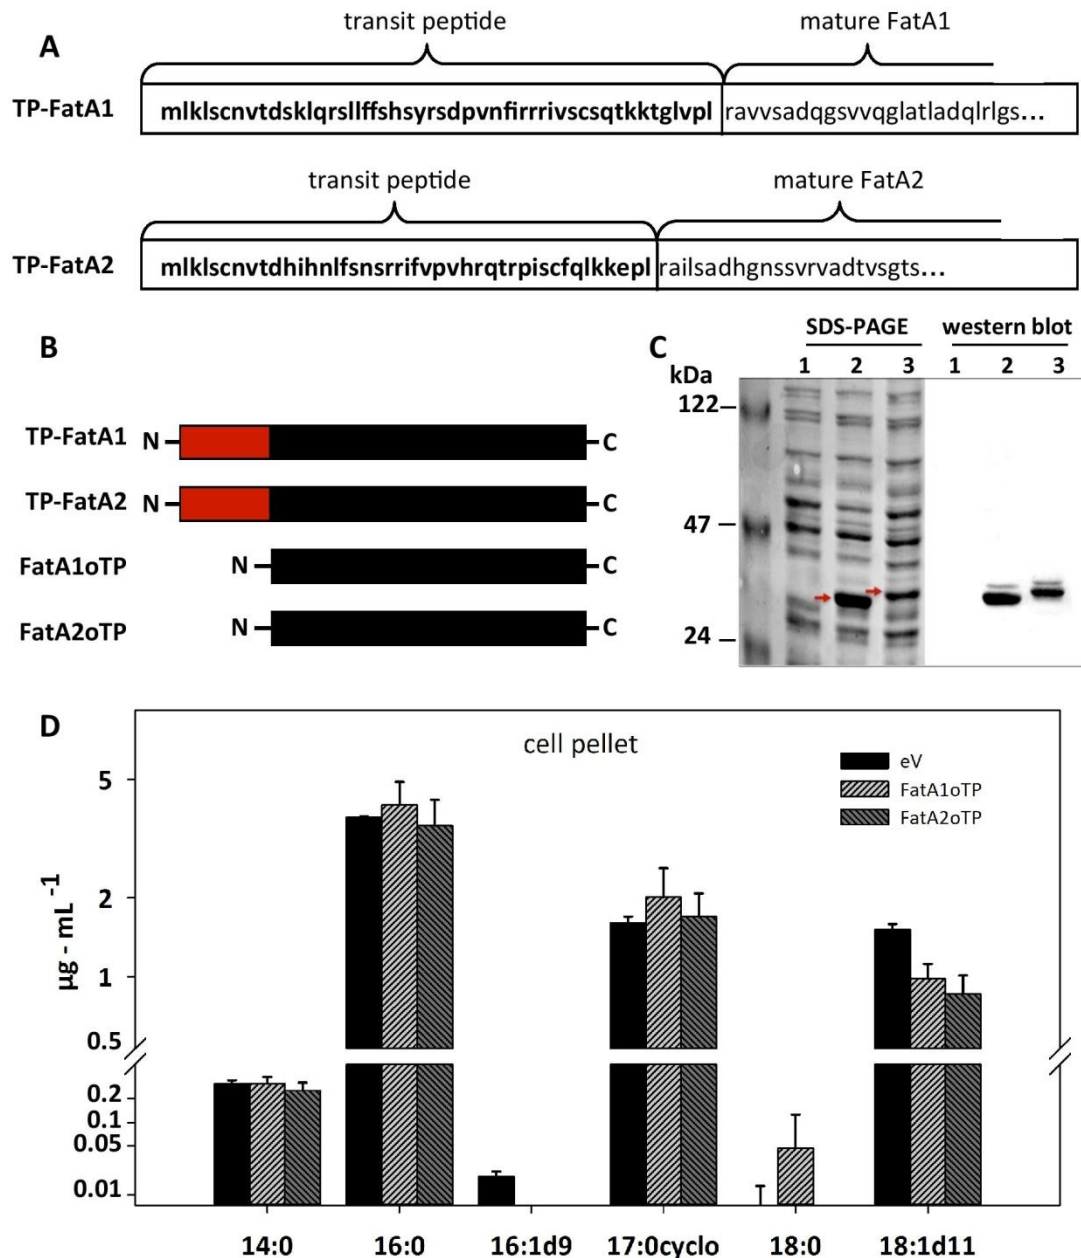 A
transit peptide
mature FatA1
TP-FatA1
mlklscnvtdsklqrsllffshsyrsdpvnfirrrivscsqtkktglvpl
ravvsadqgsvvqglatladqlrlgs...
transit peptide
mature FatA2
TP-FatA2
mlklscnvtdhihnlfsnsrrifvpvhrqtrpiscfqlkkepl
railsadhgnssvrvadtvsgts...
B
TP-FatA1 N C
TP-FatA2 N C
FatA1oTP N C
FatA2oTP N C
C
SDS-PAGE western blot
kDa 1 2 3 1 2 3
122
47
24
D
cell pellet
eV
FatA1oTP
FatA2oTP
µg - mL -1
5
2
1
0.5
0.2
0.1
0.05
0.01
14:0 16:0 16:1d9 17:0cyclo 18:0 18:1d11